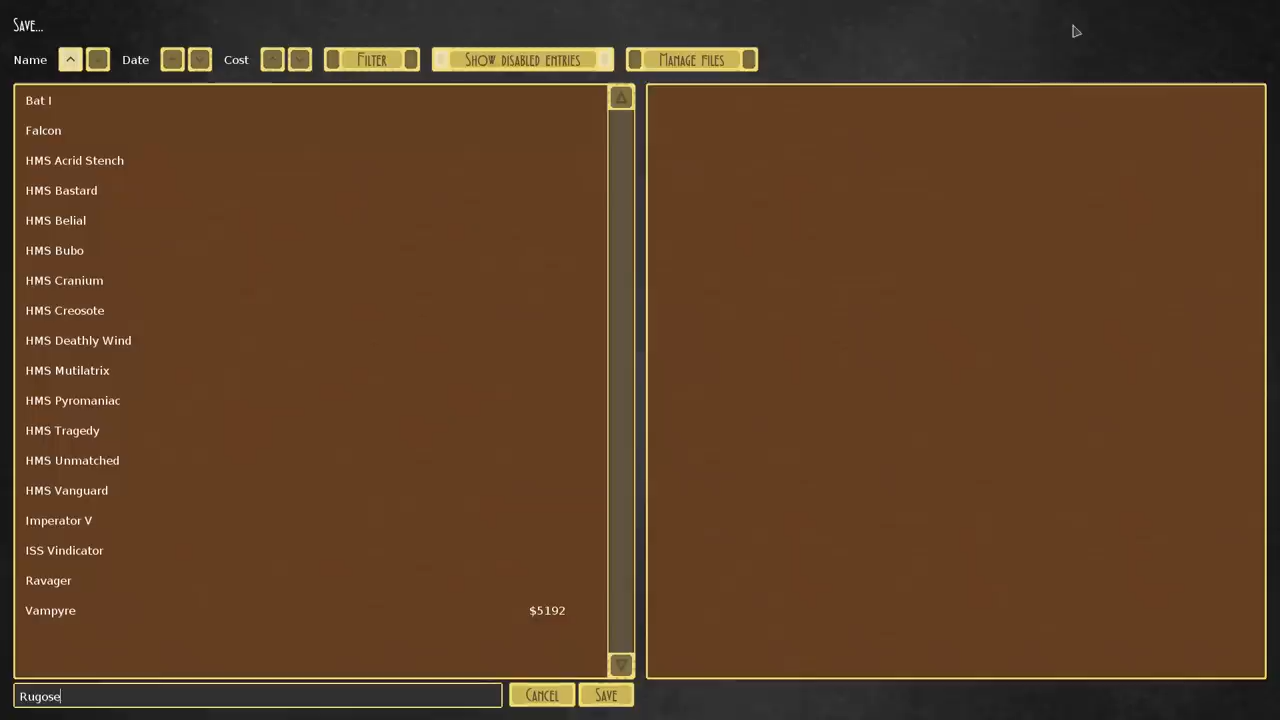 Save...
Name Date Cost Filter Show disabled entries Manage files
Bat I
Falcon
HMS Acrid Stench
HMS Bastard
HMS Belial
HMS Bubo
HMS Cranium
HMS Creosote
HMS Deathly Wind
HMS Mutilatrix
HMS Pyromaniac
HMS Tragedy
HMS Unmatched
HMS Vanguard
Imperator V
ISS Vindicator
Ravager
Vampyre $5192
Rugose Cancel Save